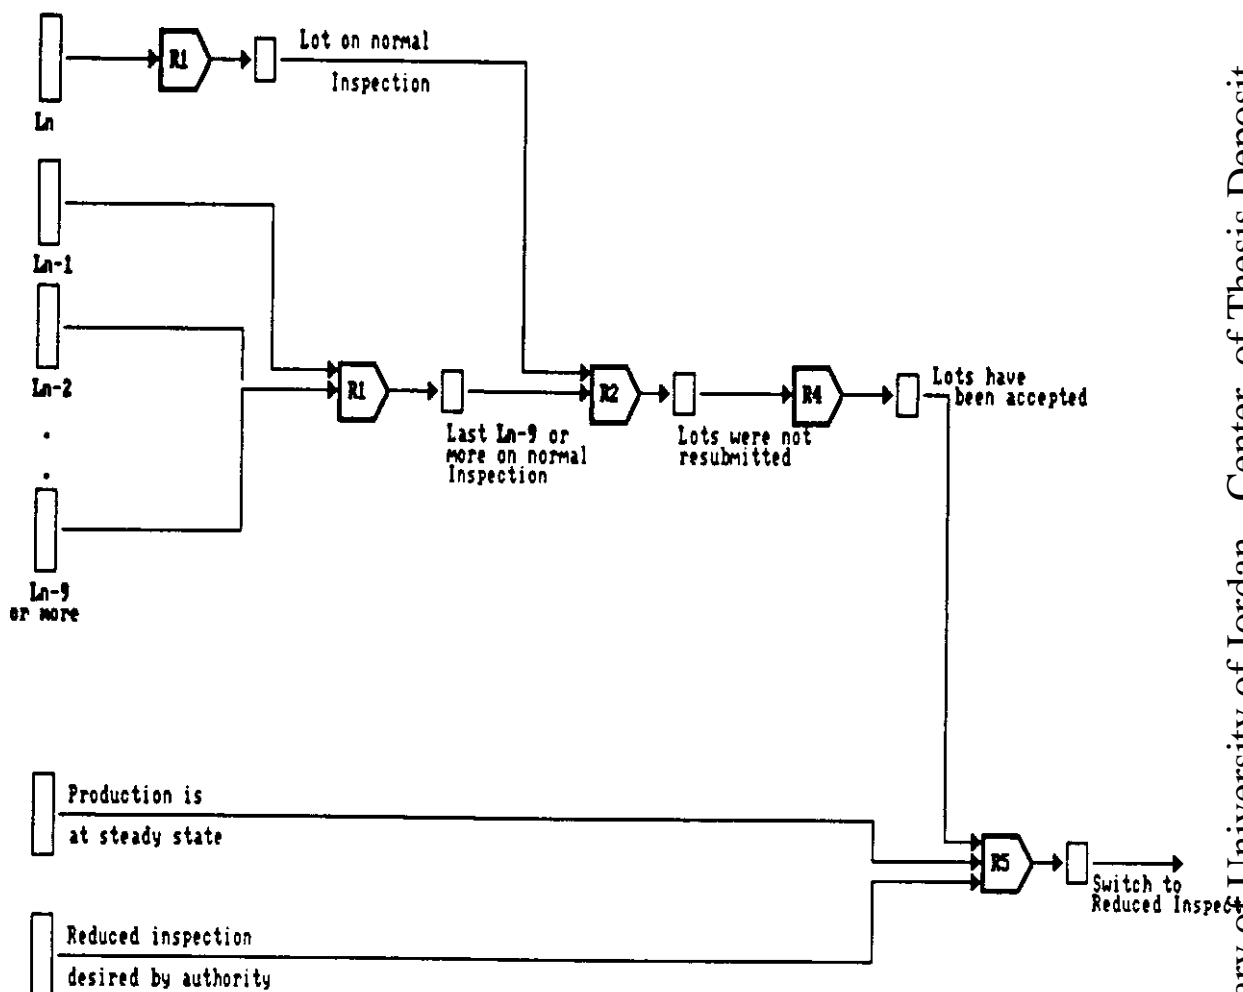 Ln
R1
Lot on normal
Inspection
Ln-1
Ln-2
Ln-9
or more
R1
Last Ln-9 or
more on normal
Inspection
R2
Lots were not
resubmitted
R4
Lots have
been accepted
Production is
at steady state
Reduced inspection
desired by authority
R5
Switch to
Reduced Inspect
ary of University of Jordan - Center of Thesis Deposit